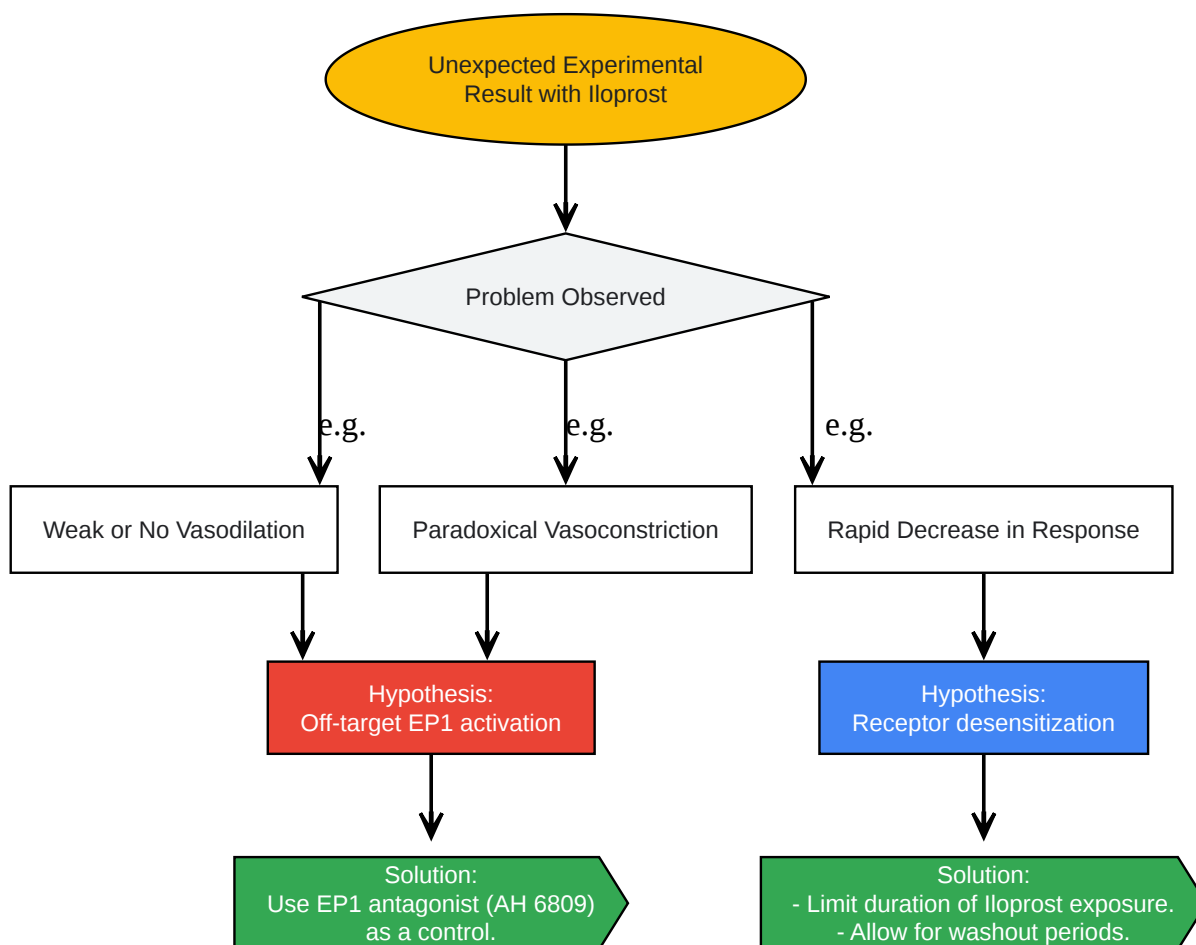 Unexpected Experimental
Result with Iloprost
Problem Observed
e.g.
e.g.
e.g.
Weak or No Vasodilation
Paradoxical Vasoconstriction
Rapid Decrease in Response
Hypothesis:
Off-target EP1 activation
Hypothesis:
Receptor desensitization
Solution:
Use EP1 antagonist (AH 6809)
as a control.
Solution:
- Limit duration of Iloprost exposure.
- Allow for washout periods.